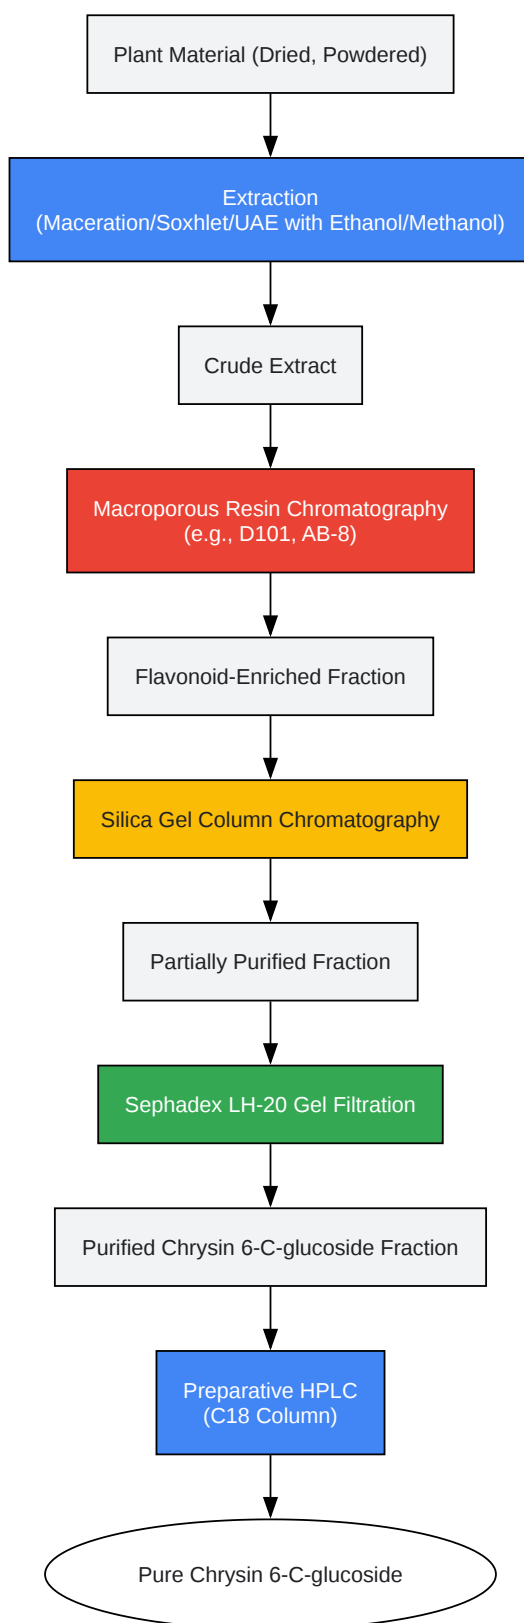 Plant Material (Dried, Powdered)
Extraction
(Maceration/Soxhlet/UAE with Ethanol/Methanol)
Crude Extract
Macroporous Resin Chromatography
(e.g., D101, AB-8)
Flavonoid-Enriched Fraction
Silica Gel Column Chromatography
Partially Purified Fraction
Sephadex LH-20 Gel Filtration
Purified Chrysin 6-C-glucoside Fraction
Preparative HPLC
(C18 Column)
Pure Chrysin 6-C-glucoside